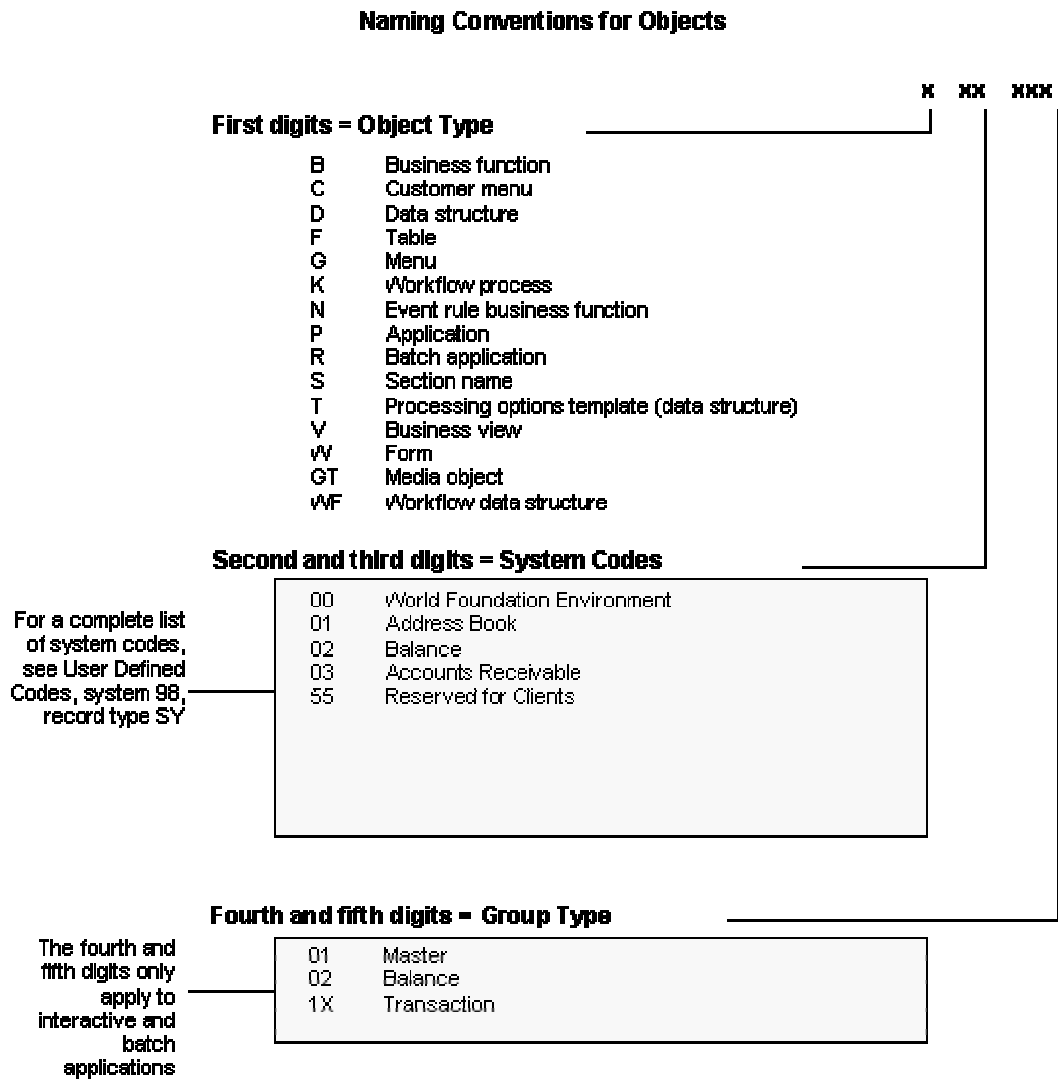 Naming Conventions for Objects
x xx xxx
First digits = Object Type
B Business function
C Customer menu
D Data structure
F Table
G Menu
K Workflow process
N Event rule business function
P Application
R Batch application
S Section name
T Processing options template (data structure)
V Business view
W Form
GT Media object
WF Workflow data structure
Second and third digits = System Codes
For a complete list
of system codes,
see User Defined
Codes, system 98,
record type SY
00 World Foundation Environment
01 Address Book
02 Balance
03 Accounts Receivable
55 Reserved for Clients
Fourth and fifth digits = Group Type
The fourth and
fifth digits only
apply to
interactive and
batch
applications
01 Master
02 Balance
1X Transaction